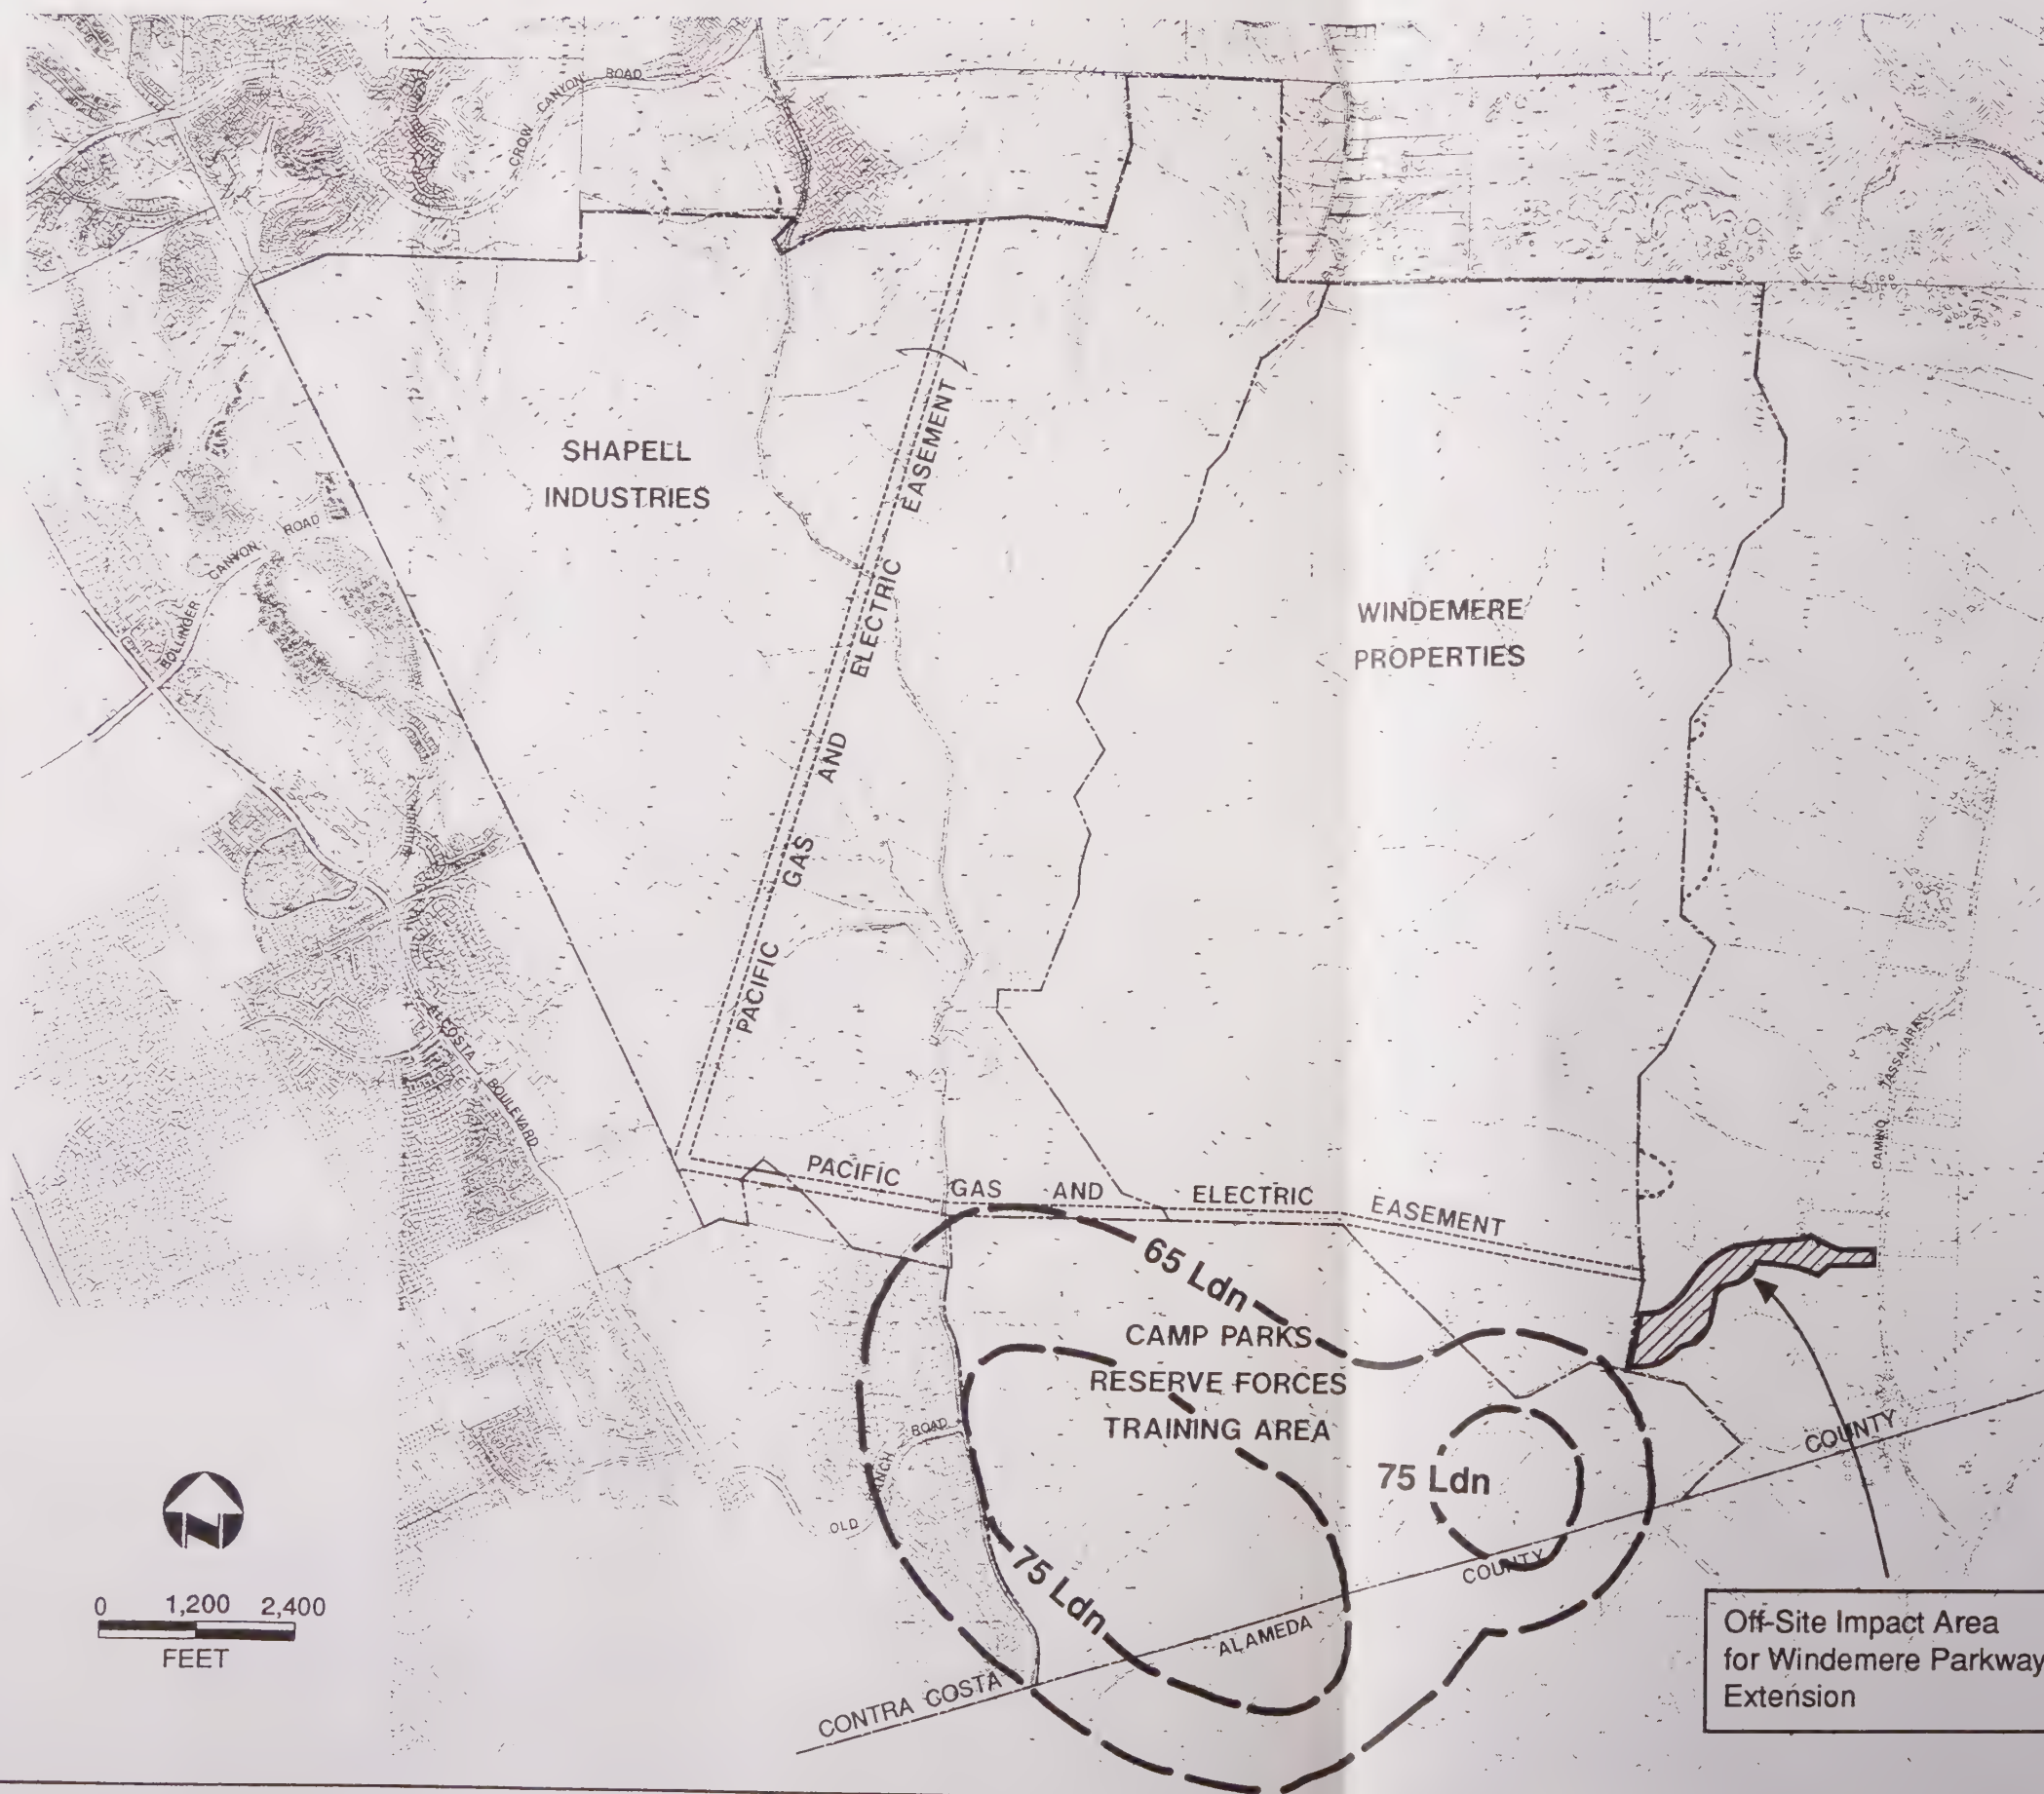 CROW CANYON ROAD
SHAPELL
INDUSTRIES
PACIFIC GAS AND ELECTRIC EASEMENT
WINDEMERE
PROPERTIES
BOLLINGER CANYON ROAD
ALCOSTA BOULEVARD
CAMINO TASSAJARA
PACIFIC GAS AND ELECTRIC EASEMENT
65 Ldn
CAMP PARKS
RESERVE FORCES
TRAINING AREA
75 Ldn
75 Ldn
OLD RANCH ROAD
CONTRA COSTA COUNTY
ALAMEDA COUNTY
N
0 1,200 2,400
FEET
Off-Site Impact Area
for Windemere Parkway
Extension